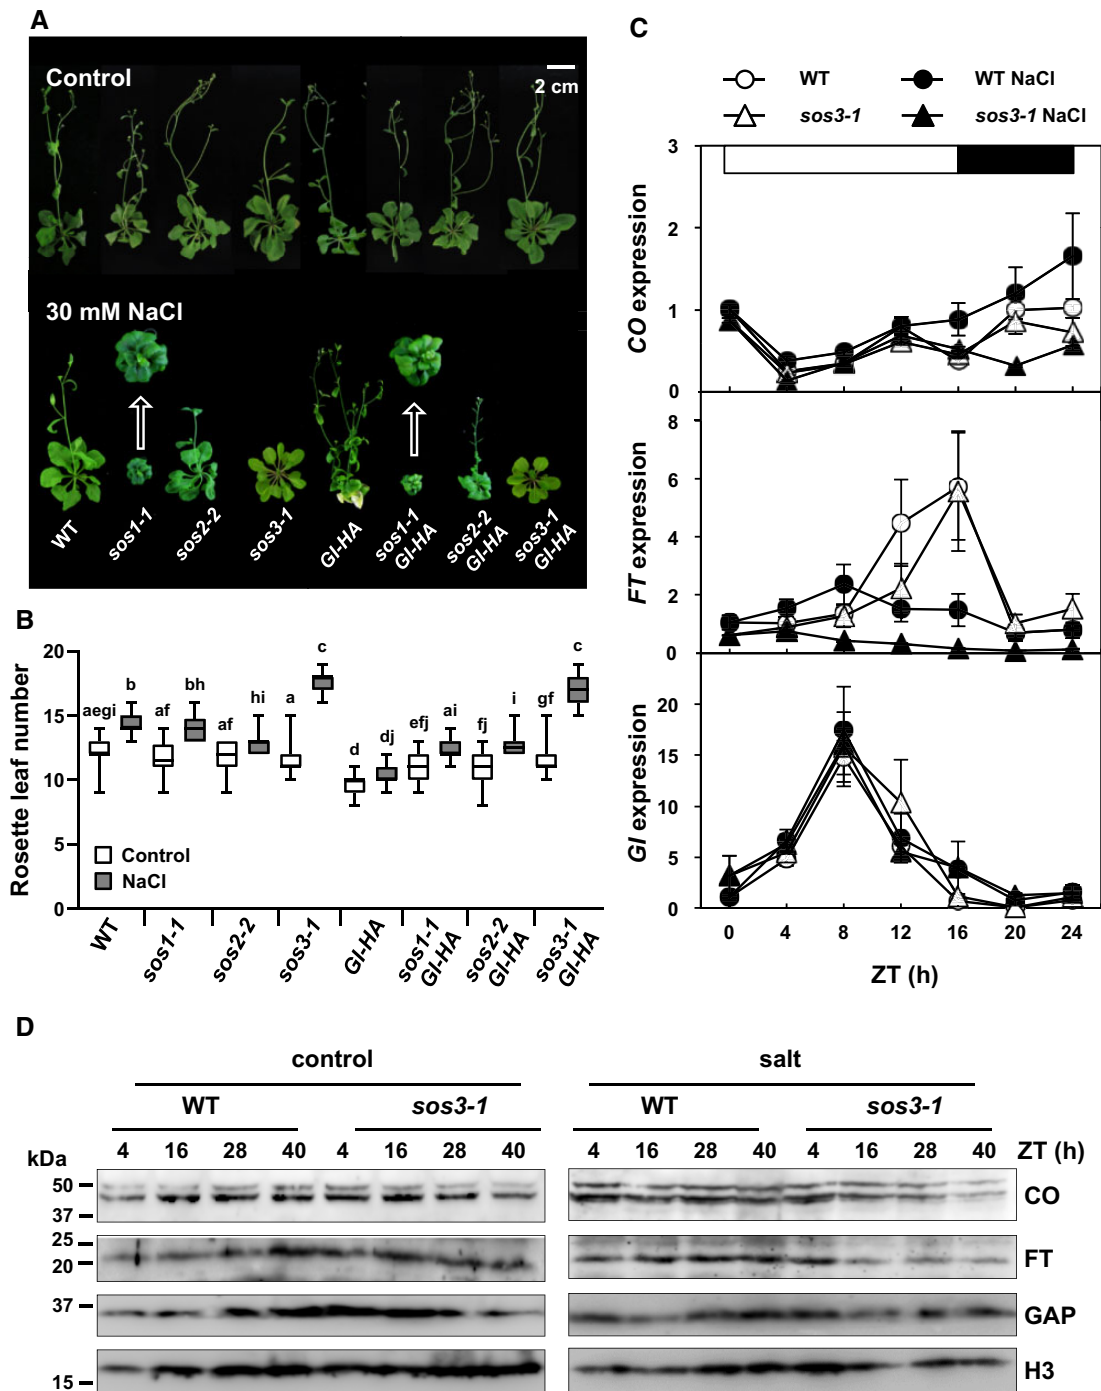 A
Control
2 cm
30 mM NaCl
WT
sos1-1
sos2-2
sos3-1
GI-HA
sos1-1
GI-HA
sos2-2
GI-HA
sos3-1
GI-HA
B
Rosette leaf number
20
15
10
5
0
aegi
b
af
bh
af
hi
a
c
d
dj
efj
ai
fj
i
gf
c
Control
NaCl
WT
sos1-1
sos2-2
sos3-1
GI-HA
sos1-1
GI-HA
sos2-2
GI-HA
sos3-1
GI-HA
C
WT
WT NaCl
sos3-1
sos3-1 NaCl
CO expression
3
2
1
0
FT expression
8
6
4
2
0
GI expression
20
15
10
5
0
0 4 8 12 16 20 24
ZT (h)
D
control
salt
WT
sos3-1
WT
sos3-1
4 16 28 40 4 16 28 40
4 16 28 40 4 16 28 40
ZT (h)
kDa
50
37
CO
25
20
FT
37
GAP
15
H3